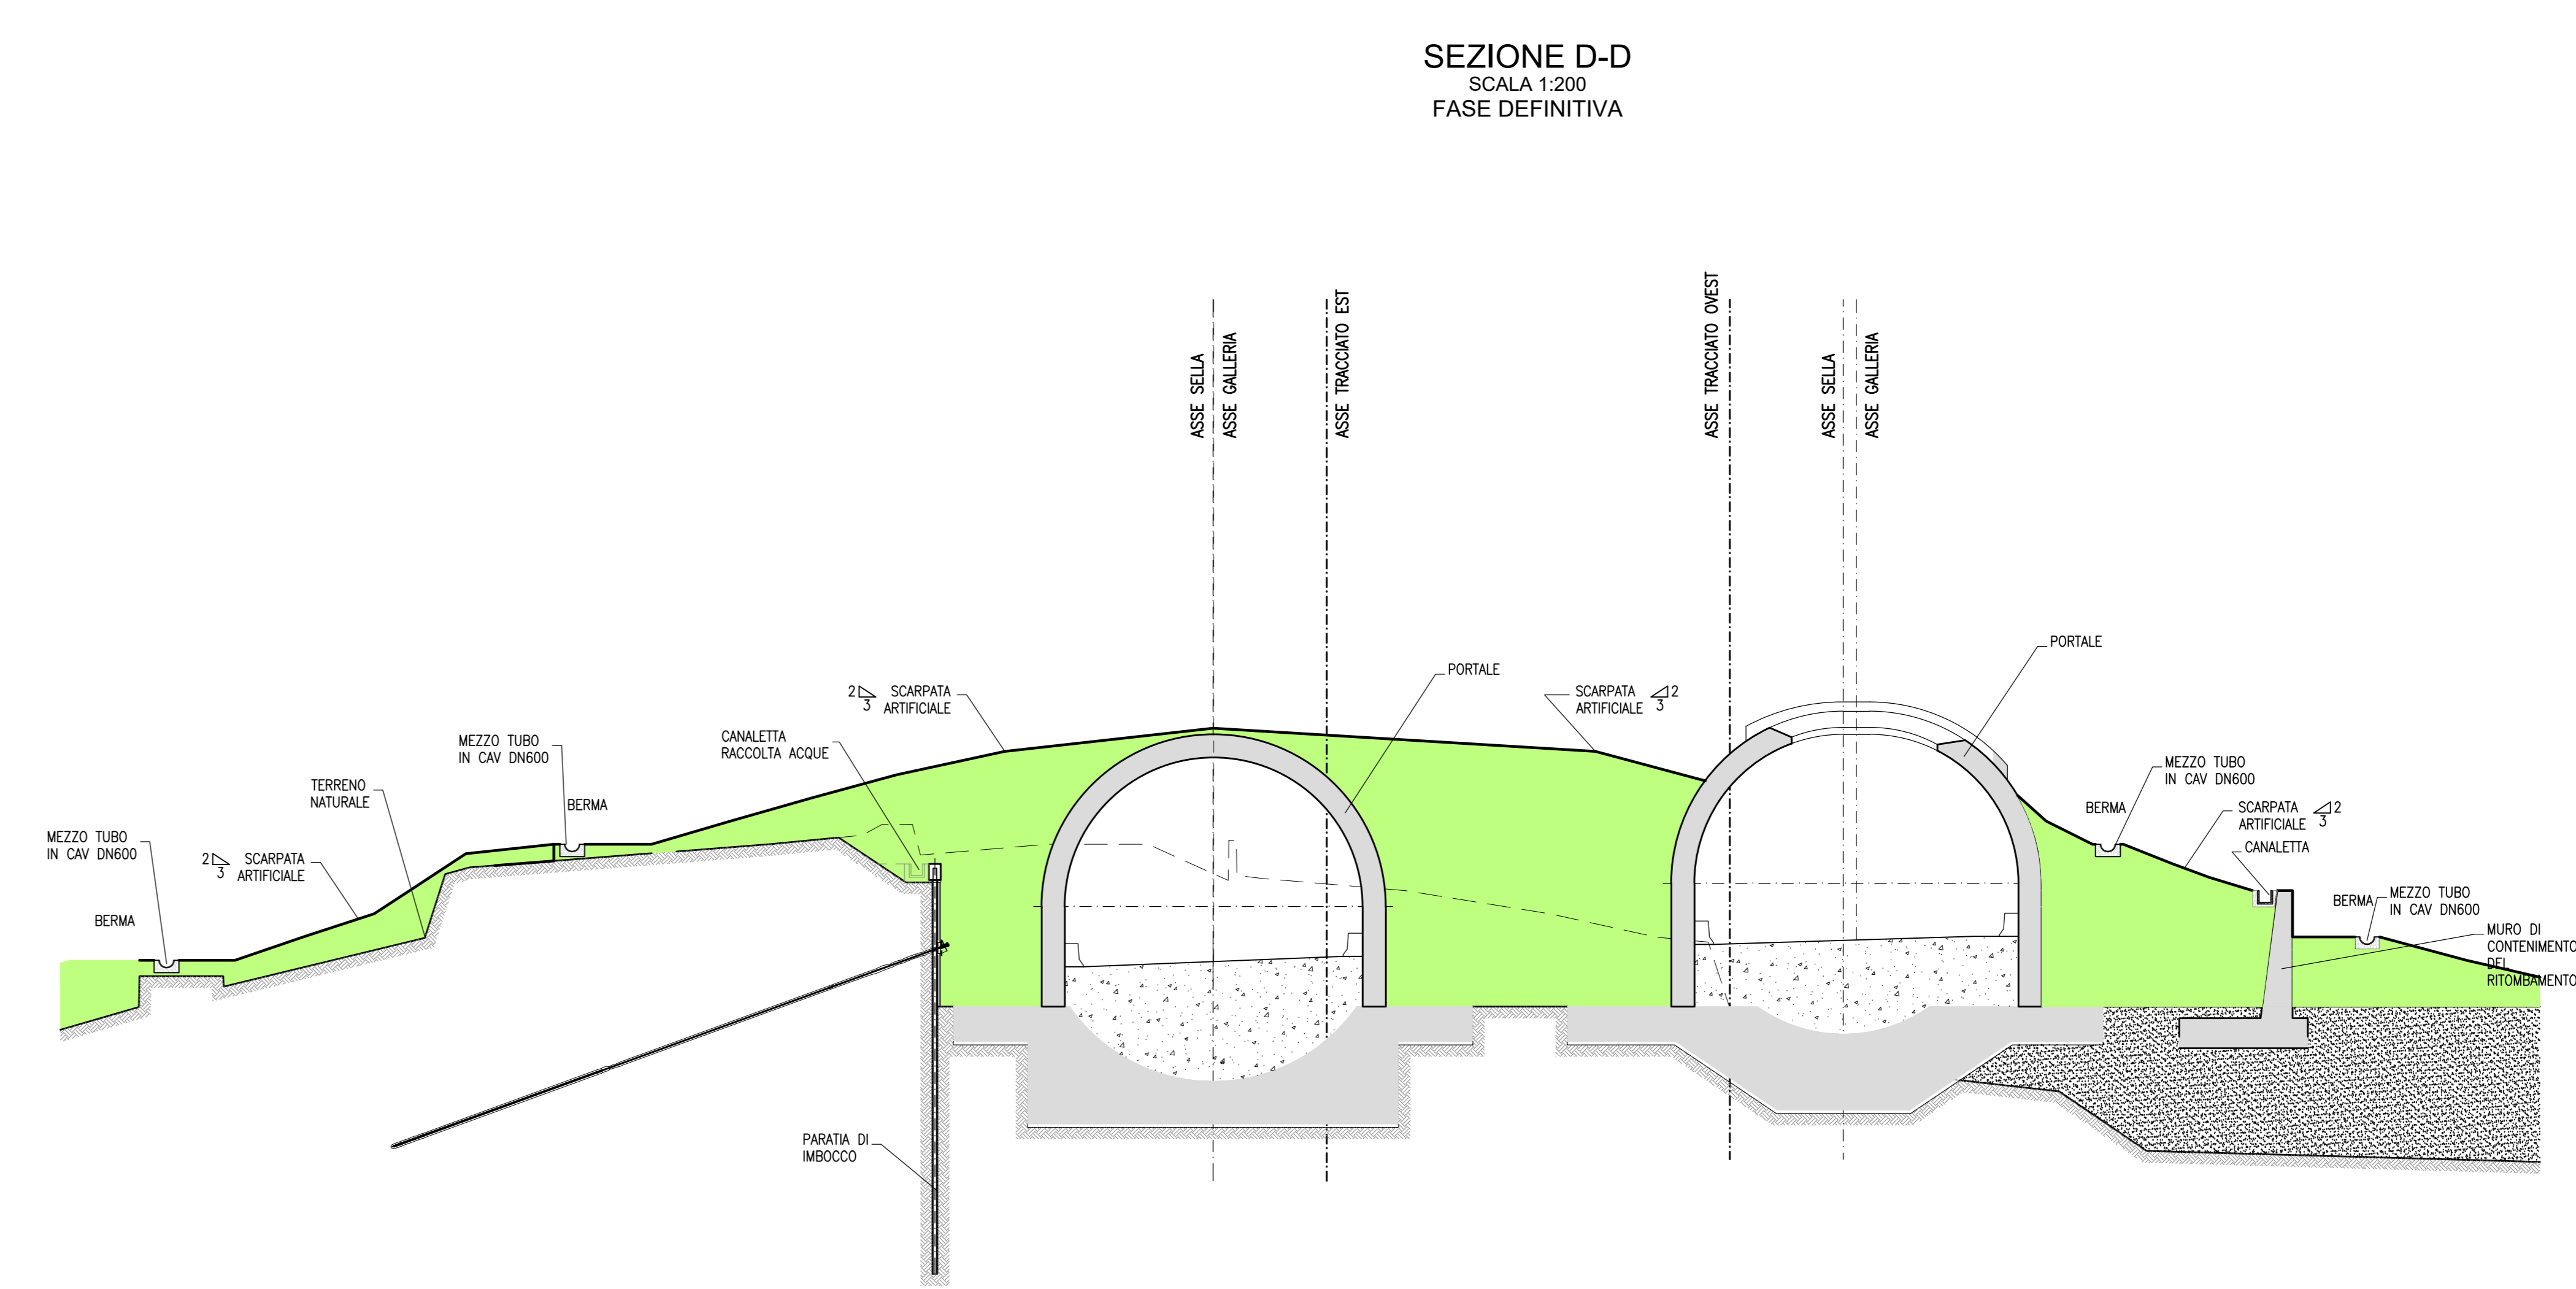 SEZIONE D-D
SCALA 1:200
FASE DEFINITIVA
ASSE SELLA
ASSE GALLERIA
ASSE TRACCIATO EST
ASSE TRACCIATO OVEST
ASSE SELLA
ASSE GALLERIA
MEZZO TUBO
IN CAV DN600
BERMA
2
3
SCARPATA
ARTIFICIALE
TERRENO
NATURALE
MEZZO TUBO
IN CAV DN600
BERMA
CANALETTA
RACCOLTA ACQUE
2
3
SCARPATA
ARTIFICIALE
PORTALE
SCARPATA
ARTIFICIALE
2
3
PORTALE
MEZZO TUBO
IN CAV DN600
BERMA
SCARPATA
ARTIFICIALE
2
3
CANALETTA
BERMA
MEZZO TUBO
IN CAV DN600
MURO DI
CONTENIMENTO
DEL
RITOMBAMENTO
PARATIA DI
IMBOCCO